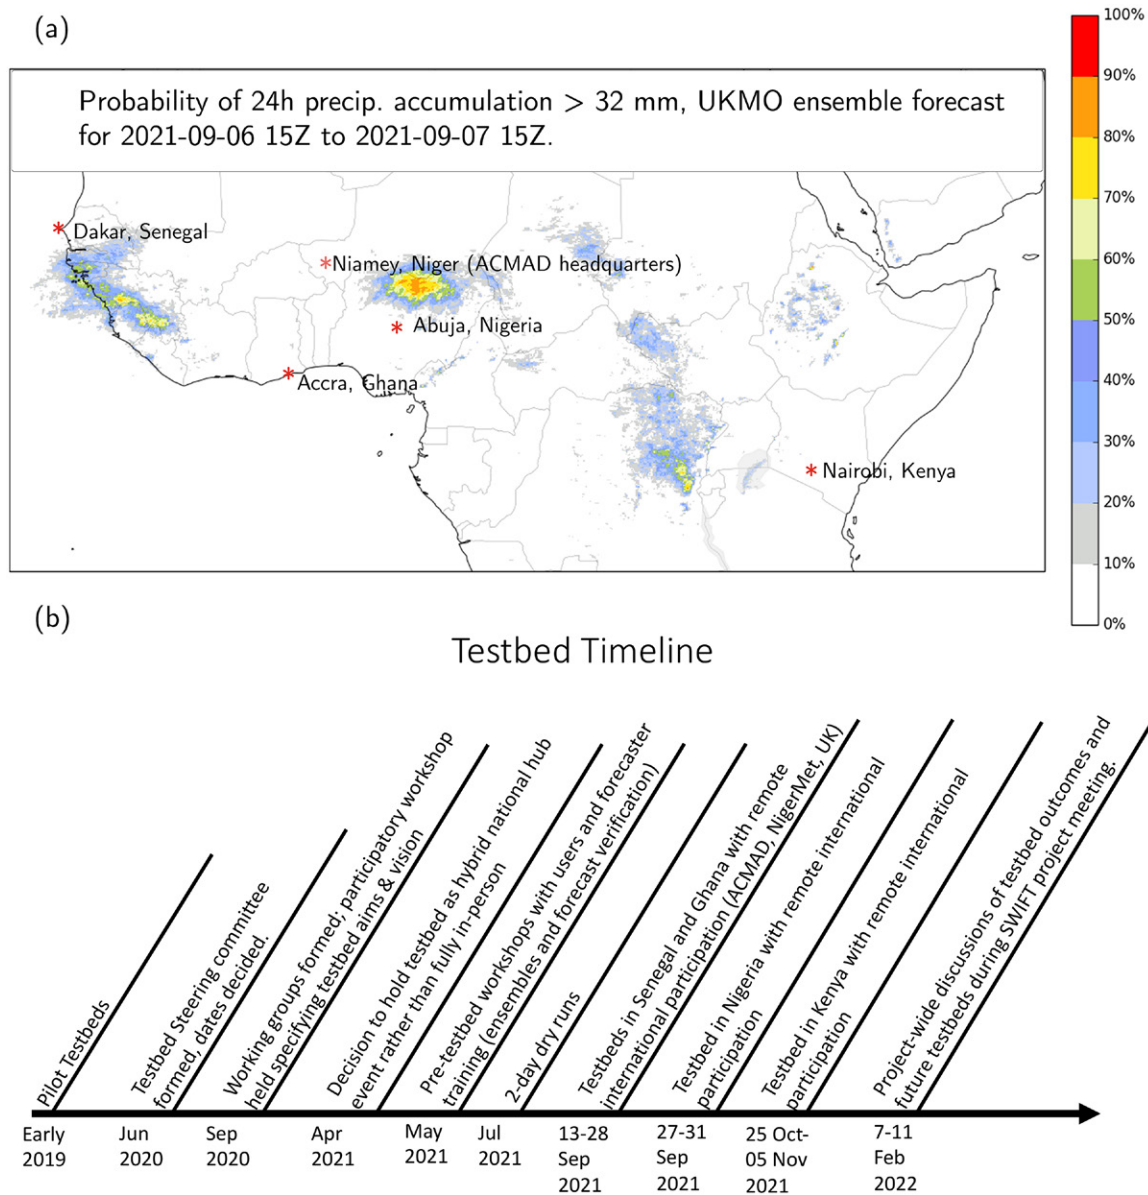 (a)
Probability of 24h precip. accumulation > 32 mm, UKMO ensemble forecast
for 2021-09-06 15Z to 2021-09-07 15Z.
100%
90%
80%
70%
60%
50%
40%
30%
20%
10%
0%
Dakar, Senegal
Niamey, Niger (ACMAD headquarters)
Abuja, Nigeria
Accra, Ghana
Nairobi, Kenya
(b)
Testbed Timeline
Pilot Testbeds
Testbed Steering committee
formed, dates decided.
Working groups formed; participatory workshop
held specifying testbed aims & vision
Decision to hold testbed as hybrid national hub
event rather than fully in-person
Pre-testbed workshops with users and forecaster
training (ensembles and forecast verification)
2-day dry runs
Testbeds in Senegal and Ghana with remote
international participation (ACMAD, NigerMet, UK)
Testbed in Nigeria with remote international
participation
Testbed in Kenya with remote international
participation
Project-wide discussions of testbed outcomes and
future testbeds during SWIFT project meeting.
Early
2019
Jun
2020
Sep
2020
Apr
2021
May
2021
Jul
2021
13-28
Sep
2021
27-31
Sep
2021
25 Oct-
05 Nov
2021
7-11
Feb
2022